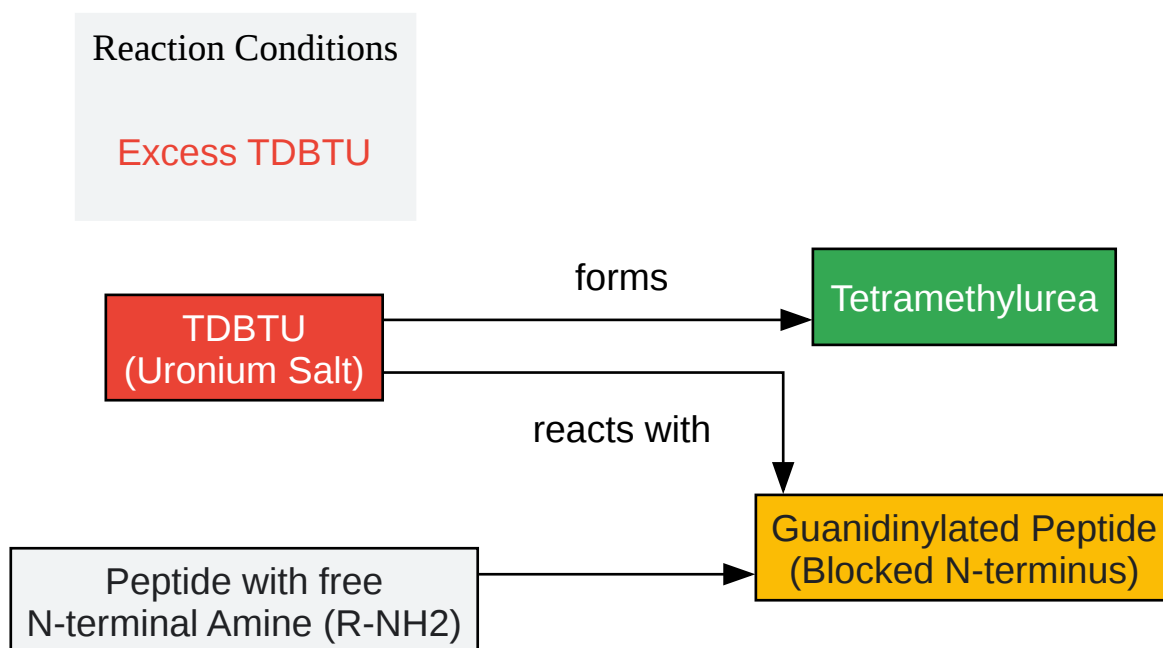 Reaction Conditions
Excess TDBTU
forms
Tetramethylurea
TDBTU
(Uronium Salt)
reacts with
Guanidinylated Peptide
(Blocked N-terminus)
Peptide with free
N-terminal Amine (R-NH2)